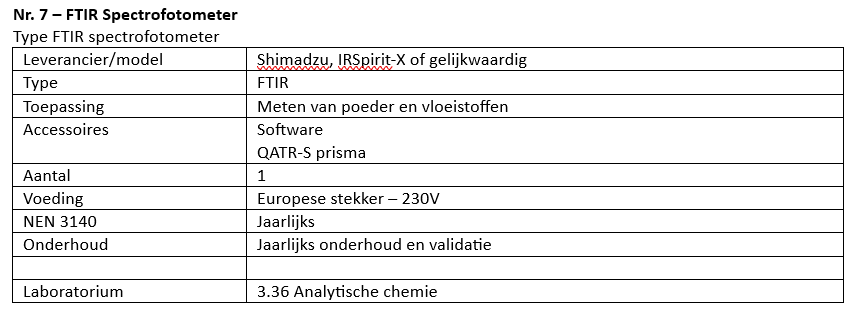 Nr. 7 – FTIR Spectrofotometer
Type FTIR spectrofotometer
Leverancier/model Shimadzu, IRSpirit-X of gelijkwaardig
Type FTIR
Toepassing Meten van poeder en vloeistoffen
Accessoires Software
QATR-S prisma
Aantal 1
Voeding Europese stekker – 230V
NEN 3140 Jaarlijks
Onderhoud Jaarlijks onderhoud en validatie
Laboratorium 3.36 Analytische chemie